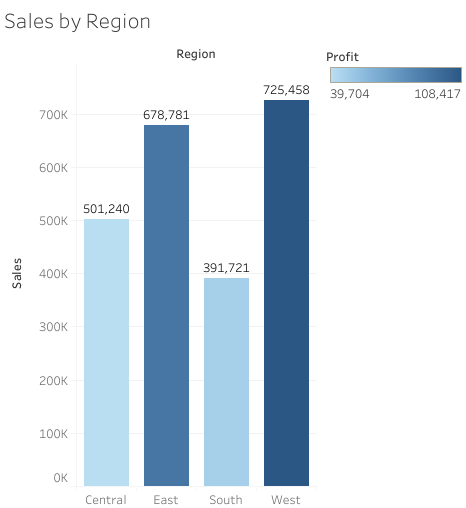 Sales by Region
Region
Profit
39,704 108,417
725,458
678,781
501,240
391,721
700K
600K
500K
400K
300K
200K
100K
0K
Sales
Central East South West